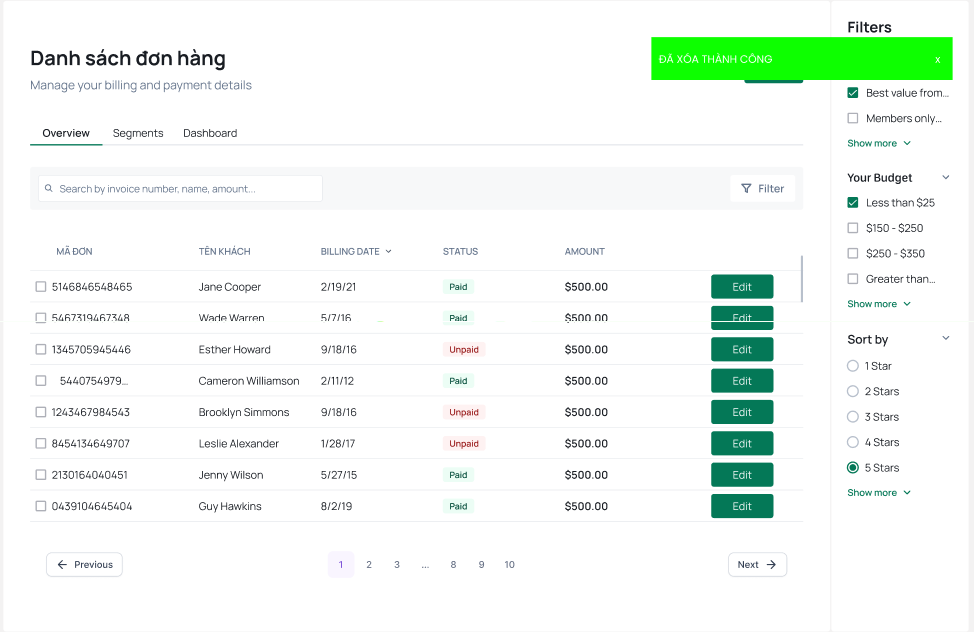 Danh sách đơn hàng
Manage your billing and payment details
ĐÃ XÓA THÀNH CÔNG x
Overview Segments Dashboard
Search by invoice number, name, amount...
Filter
MÃ ĐƠN TÊN KHÁCH BILLING DATE STATUS AMOUNT
5146846548465 Jane Cooper 2/19/21 Paid $500.00 Edit
5467319467348 Wade Warren 5/7/16 Paid $500.00 Edit
1345705945446 Esther Howard 9/18/16 Unpaid $500.00 Edit
5440754979... Cameron Williamson 2/11/12 Paid $500.00 Edit
1243467984543 Brooklyn Simmons 9/18/16 Unpaid $500.00 Edit
8454134649707 Leslie Alexander 1/28/17 Unpaid $500.00 Edit
2130164040451 Jenny Wilson 5/27/15 Paid $500.00 Edit
0439104645404 Guy Hawkins 8/2/19 Paid $500.00 Edit
Previous 1 2 3 ... 8 9 10 Next
Filters
Best value from...
Members only...
Show more
Your Budget
Less than $25
$150 - $250
$250 - $350
Greater than...
Show more
Sort by
1 Star
2 Stars
3 Stars
4 Stars
5 Stars
Show more